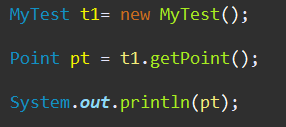 MyTest t1= new MyTest();
Point pt = t1.getPoint();
System.out.println(pt);